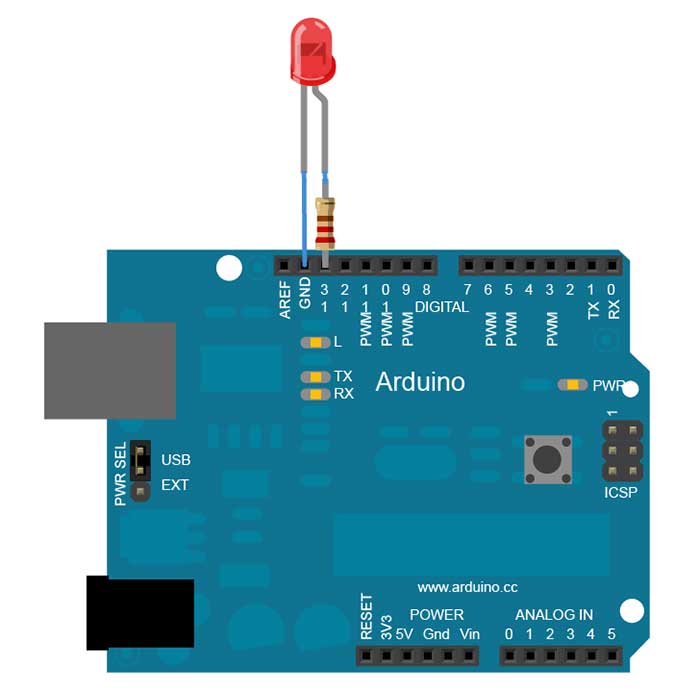 AREF
GND
13
12
PWM 11
PWM 10
PWM 9
8
7
PWM 6
PWM 5
4
PWM 3
2
TX 1
RX 0
DIGITAL
L
TX
RX
Arduino
PWR
1
ICSP
PWR SEL
USB
EXT
www.arduino.cc
POWER
ANALOG IN
RESET
3V3
5V
Gnd
Vin
0 1 2 3 4 5